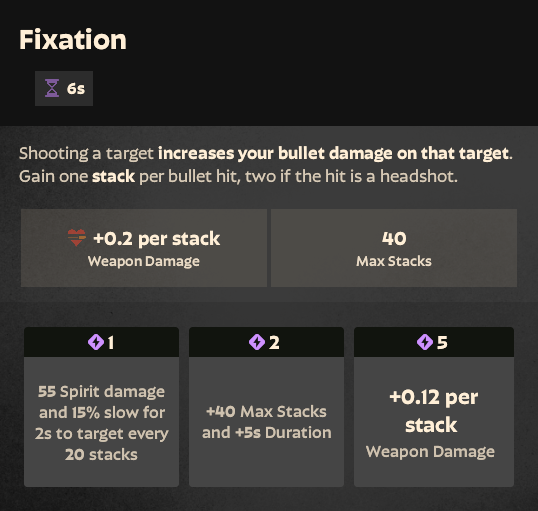 Fixation
6s
Shooting a target increases your bullet damage on that target.
Gain one stack per bullet hit, two if the hit is a headshot.
+0.2 per stack
Weapon Damage
40
Max Stacks
1
55 Spirit damage
and 15% slow for
2s to target every
20 stacks
2
+40 Max Stacks
and +5s Duration
5
+0.12 per
stack
Weapon Damage